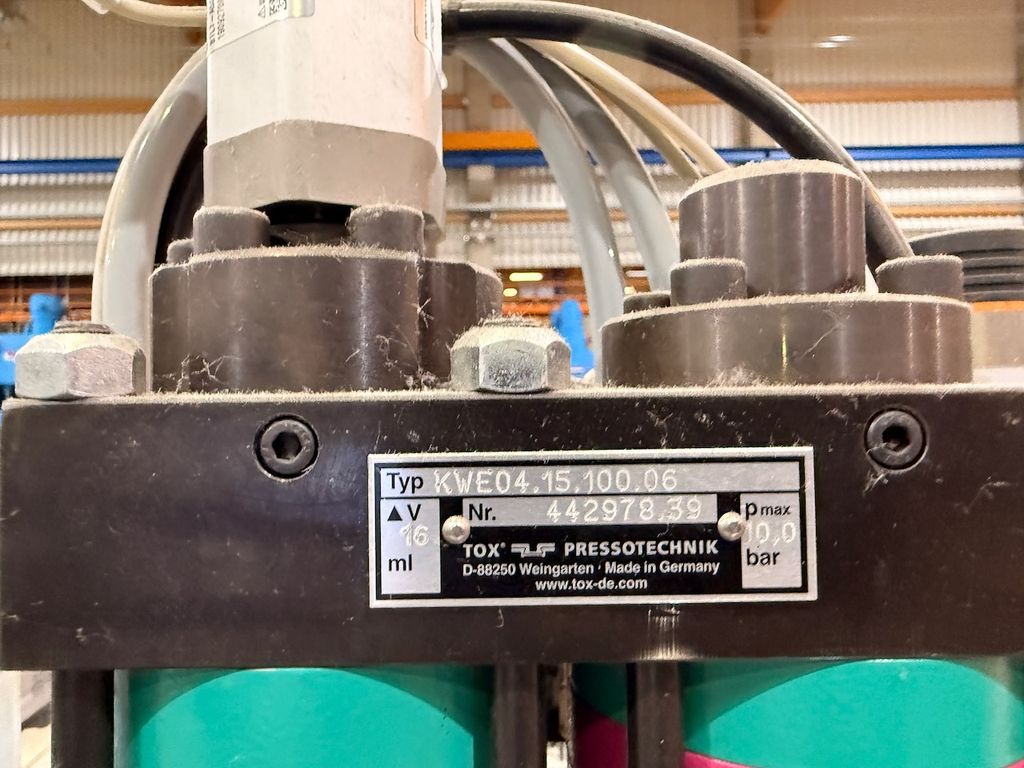 Typ KWE04.15.100.06
▲V
16
ml
Nr. 442978,39
pmax
10,0
bar
TOX® PRESSOTECHNIK
D-88250 Weingarten · Made in Germany
www.tox-de.com